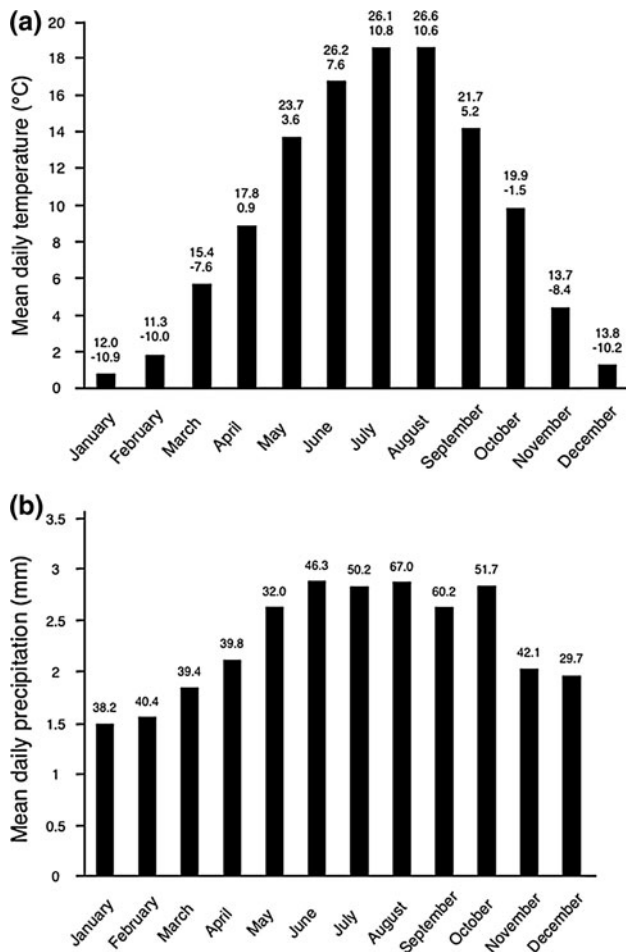 (a)
Mean daily temperature (°C)
20
18
16
14
12
10
8
6
4
2
0
12.0
-10.9
11.3
-10.0
15.4
-7.6
17.8
0.9
23.7
3.6
26.2
7.6
26.1
10.8
26.6
10.6
21.7
5.2
19.9
-1.5
13.7
-8.4
13.8
-10.2
January
February
March
April
May
June
July
August
September
October
November
December
(b)
Mean daily precipitation (mm)
3.5
3
2.5
2
1.5
1
0.5
0
38.2
40.4
39.4
39.8
32.0
46.3
50.2
67.0
60.2
51.7
42.1
29.7
January
February
March
April
May
June
July
August
September
October
November
December